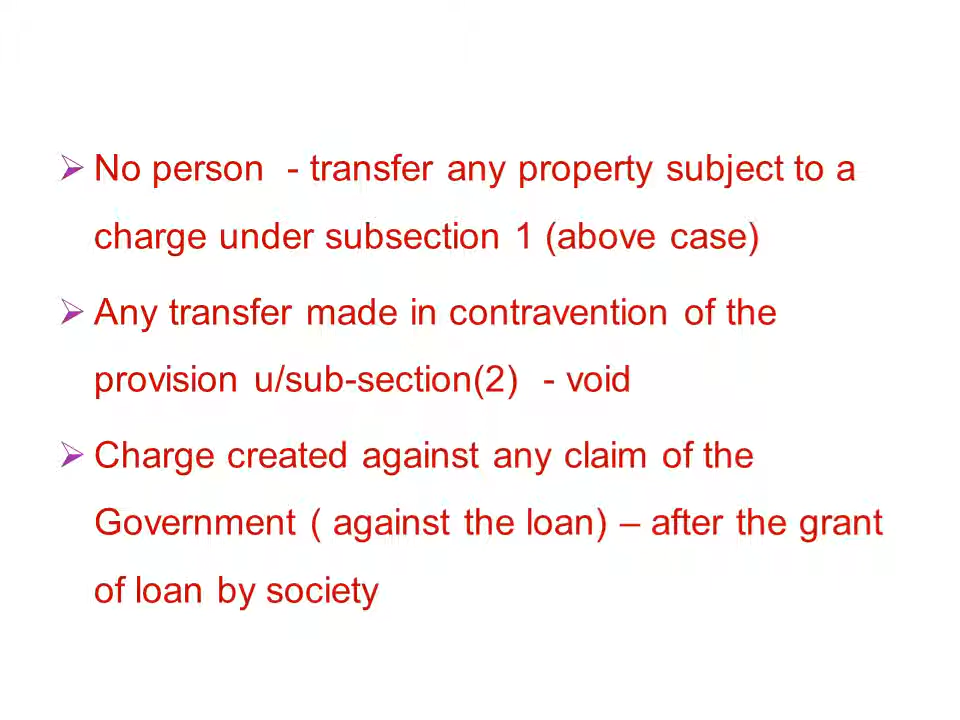 No person - transfer any property subject to a
charge under subsection 1 (above case)
Any transfer made in contravention of the
provision u/sub-section(2) - void
Charge created against any claim of the
Government ( against the loan) – after the grant
of loan by society